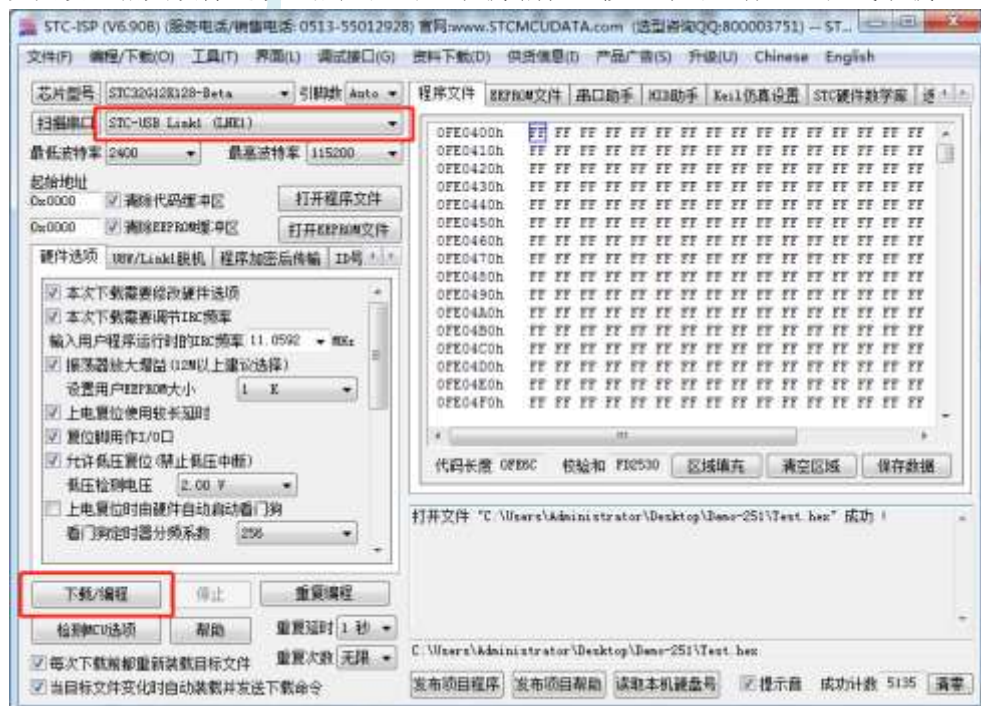 STC-ISP (V6.90B) (服务电话/销售电话: 0513-55012928) 官网:www.STCMCUDATA.com (选型咨询QQ:800003751) -- ST...
文件(F) 编程/下载(O) 工具(T) 界面(L) 调试接口(G) 资料下载(D) 供货信息(I) 产品广告(S) 升级(U) Chinese English
芯片型号 STC32G12K128-Beta 引脚数 Auto
扫描串口 STC-USB Link1 (LNK1)
最低波特率 2400 最高波特率 115200
起始地址
0x0000 清除代码缓冲区 打开程序文件
0x0000 清除EEPROM缓冲区 打开EEPROM文件
硬件选项 U8W/Link1脱机 程序加密后传输 ID号
本次下载需要修改硬件选项
本次下载需要调节IRC频率
输入用户程序运行时的IRC频率 11.0592 MHz
振荡器放大增益(12M以上建议选择)
设置用户EEPROM大小 1 K
上电复位使用较长延时
复位脚用作I/O口
允许低压复位(禁止低压中断)
低压检测电压 2.00 V
上电复位时由硬件自动启动看门狗
看门狗定时器分频系数 256
下载/编程 停止 重复编程
检测MCU选项 帮助 重复延时 1 秒
每次下载前都重新装载目标文件 重复次数 无限
当目标文件变化时自动装载并发送下载命令
程序文件 EEPROM文件 串口助手 HID助手 Keil仿真设置 STC硬件数学库
0FE0400h FF FF FF FF FF FF FF FF FF FF FF FF FF FF FF FF
0FE0410h FF FF FF FF FF FF FF FF FF FF FF FF FF FF FF FF
0FE0420h FF FF FF FF FF FF FF FF FF FF FF FF FF FF FF FF
0FE0430h FF FF FF FF FF FF FF FF FF FF FF FF FF FF FF FF
0FE0440h FF FF FF FF FF FF FF FF FF FF FF FF FF FF FF FF
0FE0450h FF FF FF FF FF FF FF FF FF FF FF FF FF FF FF FF
0FE0460h FF FF FF FF FF FF FF FF FF FF FF FF FF FF FF FF
0FE0470h FF FF FF FF FF FF FF FF FF FF FF FF FF FF FF FF
0FE0480h FF FF FF FF FF FF FF FF FF FF FF FF FF FF FF FF
0FE0490h FF FF FF FF FF FF FF FF FF FF FF FF FF FF FF FF
0FE04A0h FF FF FF FF FF FF FF FF FF FF FF FF FF FF FF FF
0FE04B0h FF FF FF FF FF FF FF FF FF FF FF FF FF FF FF FF
0FE04C0h FF FF FF FF FF FF FF FF FF FF FF FF FF FF FF FF
0FE04D0h FF FF FF FF FF FF FF FF FF FF FF FF FF FF FF FF
0FE04E0h FF FF FF FF FF FF FF FF FF FF FF FF FF FF FF FF
0FE04F0h FF FF FF FF FF FF FF FF FF FF FF FF FF FF FF FF
代码长度 0FE6C 校验和 FD2530 区域填充 清空区域 保存数据
打开文件 "C:\Users\Administrator\Desktop\Demo-251\Test.hex" 成功 !
C:\Users\Administrator\Desktop\Demo-251\Test.hex
发布项目程序 发布项目帮助 读取本机硬盘号 提示音 成功计数 5135 清零